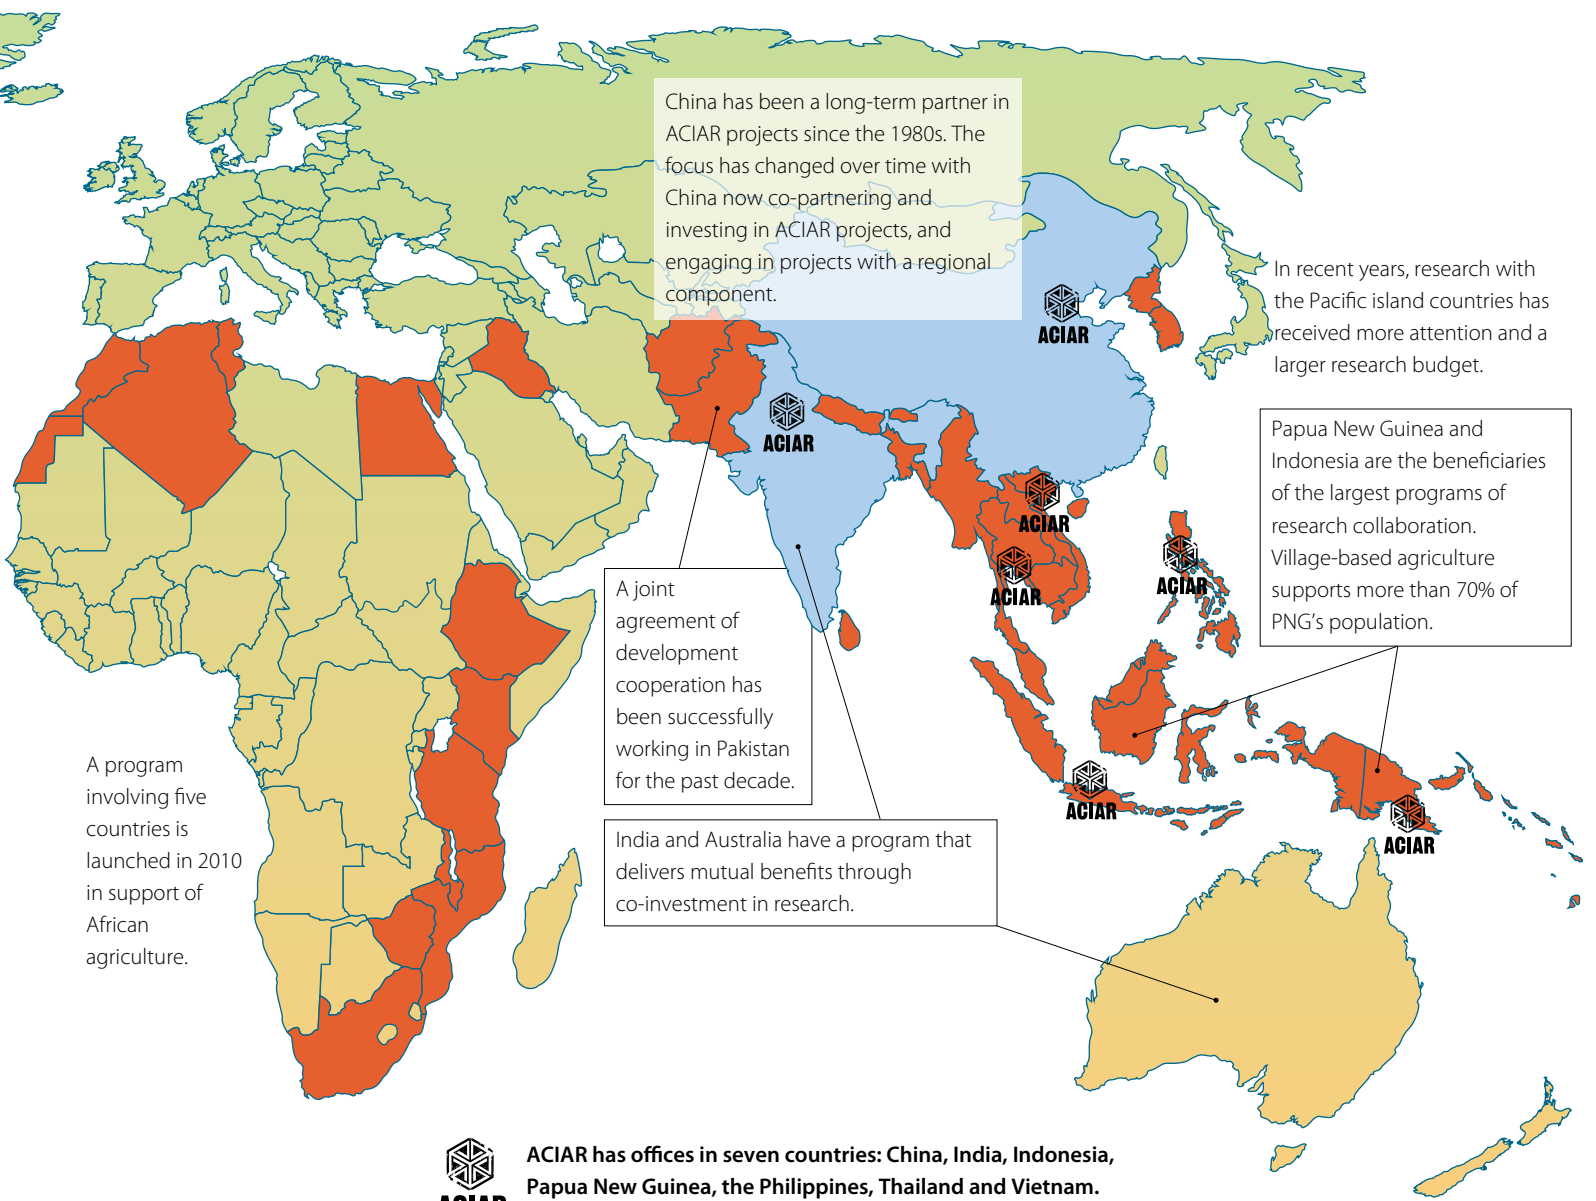 China has been a long-term partner in
ACIAR projects since the 1980s. The
focus has changed over time with
China now co-partnering and
investing in ACIAR projects, and
engaging in projects with a regional
component.
In recent years, research with
the Pacific island countries has
received more attention and a
larger research budget.
ACIAR
ACIAR
Papua New Guinea and
Indonesia are the beneficiaries
of the largest programs of
research collaboration.
Village-based agriculture
supports more than 70% of
PNG's population.
ACIAR
ACIAR
ACIAR
A joint
agreement of
development
cooperation has
been successfully
working in Pakistan
for the past decade.
A program
involving five
countries is
launched in 2010
in support of
African
agriculture.
ACIAR
ACIAR
India and Australia have a program that
delivers mutual benefits through
co-investment in research.
ACIAR has offices in seven countries: China, India, Indonesia,
Papua New Guinea, the Philippines, Thailand and Vietnam.
ACIAR